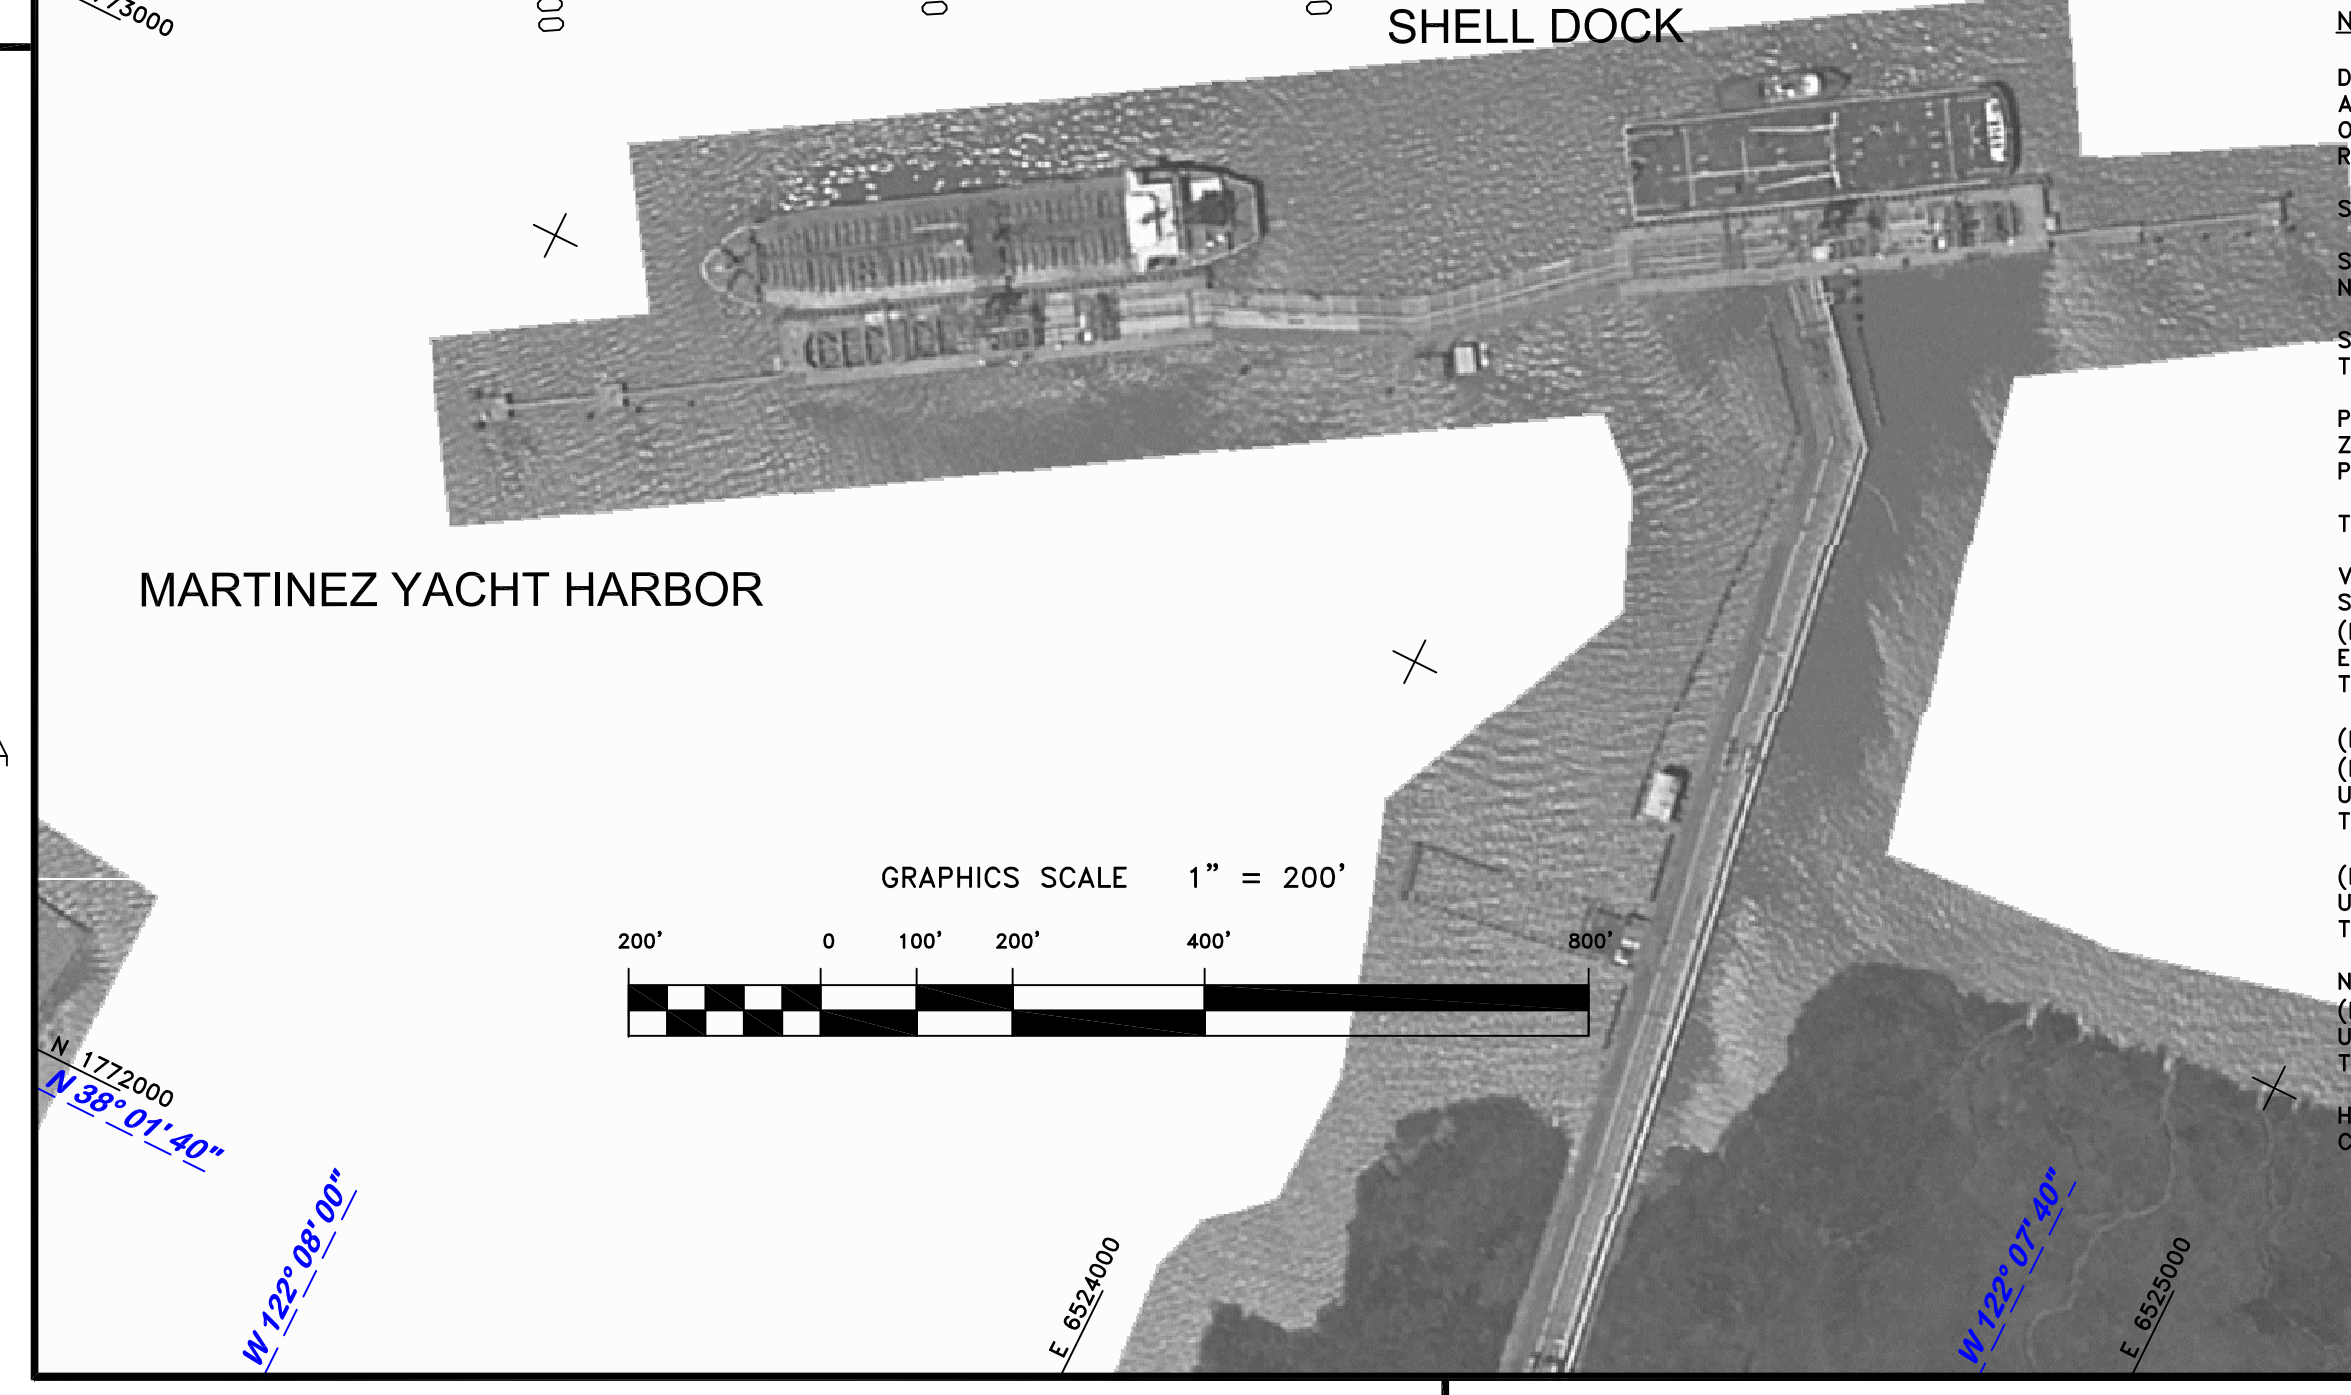 SHELL DOCK
MARTINEZ YACHT HARBOR
GRAPHICS SCALE 1” = 200’
200’ 0 100’ 200’ 400’ 800’
N 1772000
N 38° 01' 40"
W 122° 08' 00"
E 6524000
W 122° 07' 40"
E 6525000